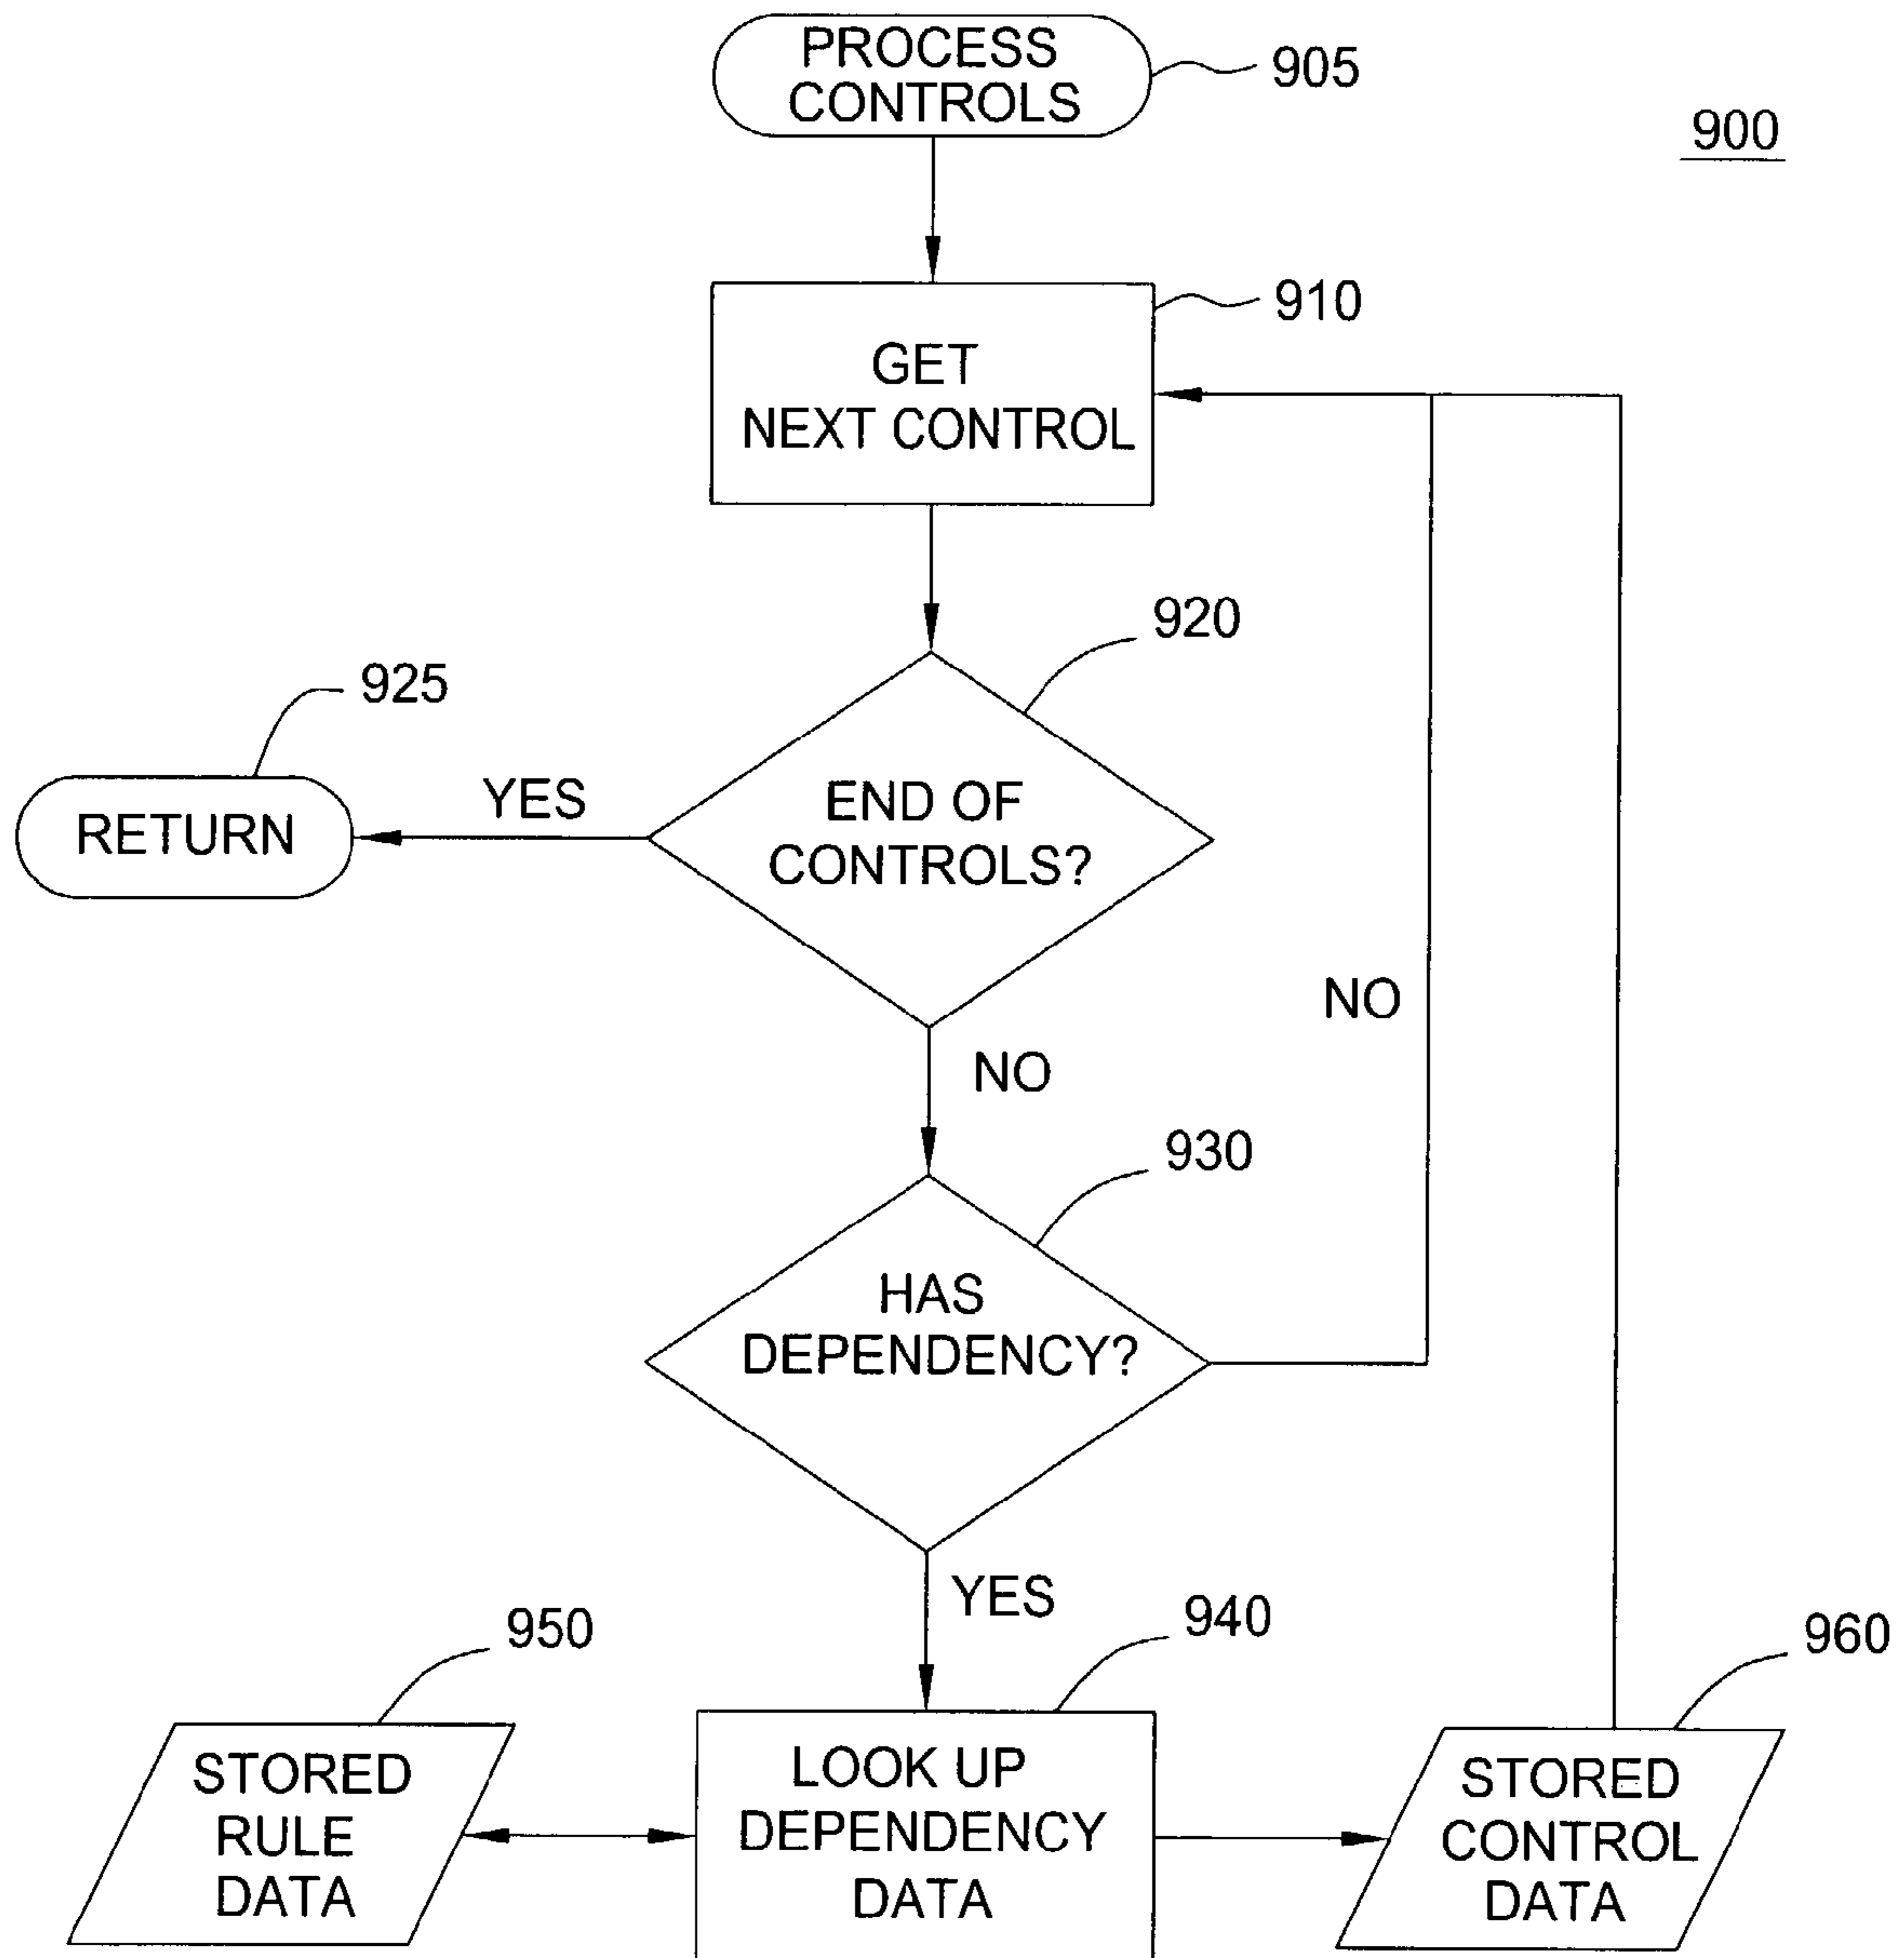 PROCESS
CONTROLS
905
900
910
GET
NEXT CONTROL
920
925
YES
END OF
CONTROLS?
RETURN
NO
NO
930
HAS
DEPENDENCY?
YES
940
950
960
STORED
RULE
DATA
LOOK UP
DEPENDENCY
DATA
STORED
CONTROL
DATA